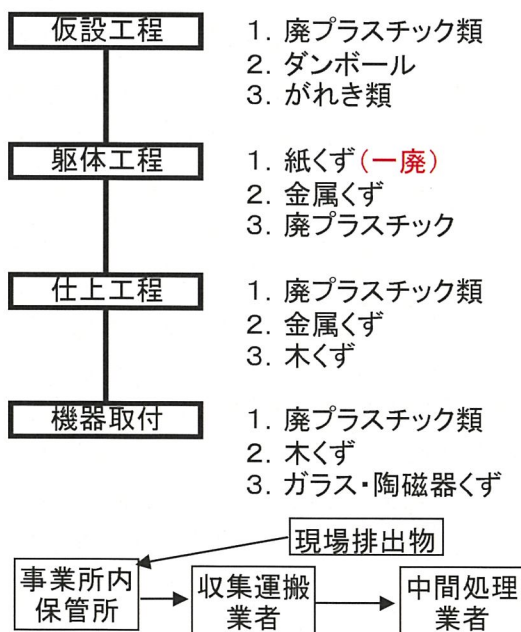 仮設工程
1. 廃プラスチック類
2. ダンボール
3. がれき類
躯体工程
1. 紙くず(一廃)
2. 金属くず
3. 廃プラスチック
仕上工程
1. 廃プラスチック類
2. 金属くず
3. 木くず
機器取付
1. 廃プラスチック類
2. 木くず
3. ガラス・陶磁器くず
現場排出物
事業所内
保管所
収集運搬
業者
中間処理
業者